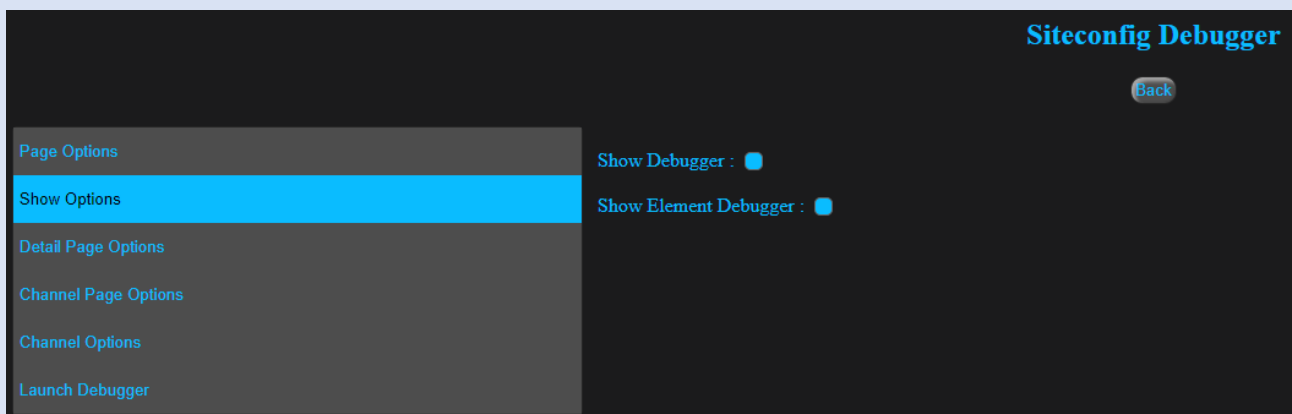 Siteconfig Debugger
Back
Page Options
Show Options
Detail Page Options
Channel Page Options
Channel Options
Launch Debugger
Show Debugger :
Show Element Debugger :